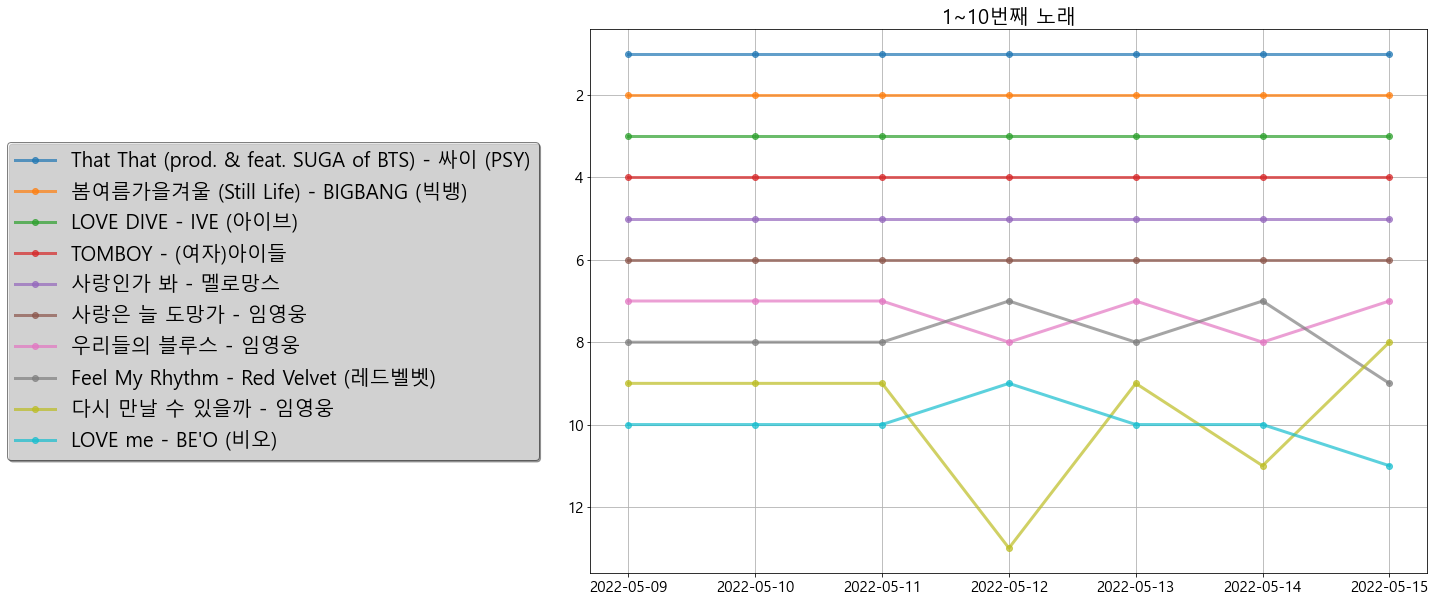 1~10번째 노래
That That (prod. & feat. SUGA of BTS) - 싸이 (PSY)
봄여름가을겨울 (Still Life) - BIGBANG (빅뱅)
LOVE DIVE - IVE (아이브)
TOMBOY - (여자)아이들
사랑인가 봐 - 멜로망스
사랑은 늘 도망가 - 임영웅
우리들의 블루스 - 임영웅
Feel My Rhythm - Red Velvet (레드벨벳)
다시 만날 수 있을까 - 임영웅
LOVE me - BE'O (비오)
2
4
6
8
10
12
2022-05-09 2022-05-10 2022-05-11 2022-05-12 2022-05-13 2022-05-14 2022-05-15